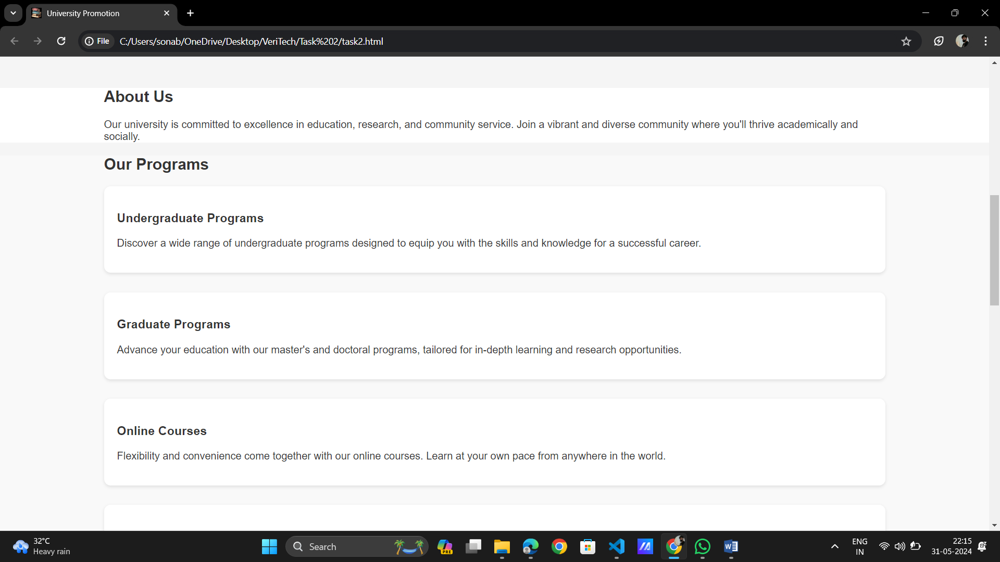 University Promotion
File
C:/Users/sonab/OneDrive/Desktop/VeriTech/Task%202/task2.html
About Us
Our university is committed to excellence in education, research, and community service. Join a vibrant and diverse community where you'll thrive academically and
socially.
Our Programs
Undergraduate Programs
Discover a wide range of undergraduate programs designed to equip you with the skills and knowledge for a successful career.
Graduate Programs
Advance your education with our master's and doctoral programs, tailored for in-depth learning and research opportunities.
Online Courses
Flexibility and convenience come together with our online courses. Learn at your own pace from anywhere in the world.
32°C
Heavy rain
Search
PRE
ENG
IN
22:15
31-05-2024